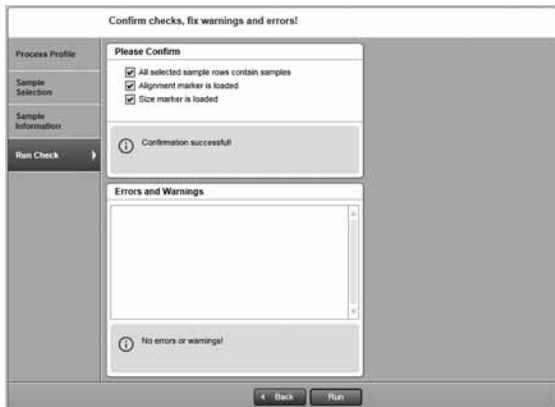 Confirm checks, fix warnings and errors!
Process Profile
Sample
Selection
Sample
Information
Run Check
Please Confirm
All selected sample rows contain samples
Alignment marker is loaded
Size marker is loaded
Confirmation successful!
Errors and Warnings
No errors or warnings!
Back
Run